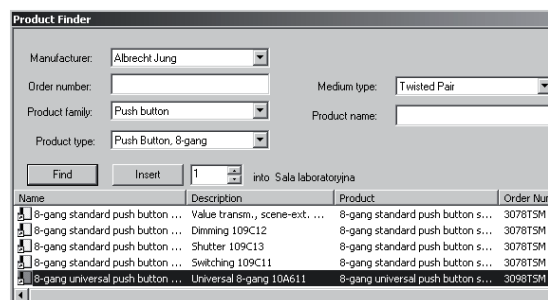 Product Finder
Manufacturer: Albrecht Jung
Order number: Medium type: Twisted Pair
Product family: Push button Product name:
Product type: Push Button, 8-gang
Find Insert 1 into Sala laboratoryjna
Name Description Product Order Nur
8-gang standard push button ... Value transm., scene-ext. ... 8-gang standard push button s... 3078TSM
8-gang standard push button ... Dimming 109C12 8-gang standard push button s... 3078TSM
8-gang standard push button ... Shutter 109C13 8-gang standard push button s... 3078TSM
8-gang standard push button ... Switching 109C11 8-gang standard push button s... 3078TSM
8-gang universal push button ... Universal 8-gang 10A611 8-gang universal push button s... 3098TSM